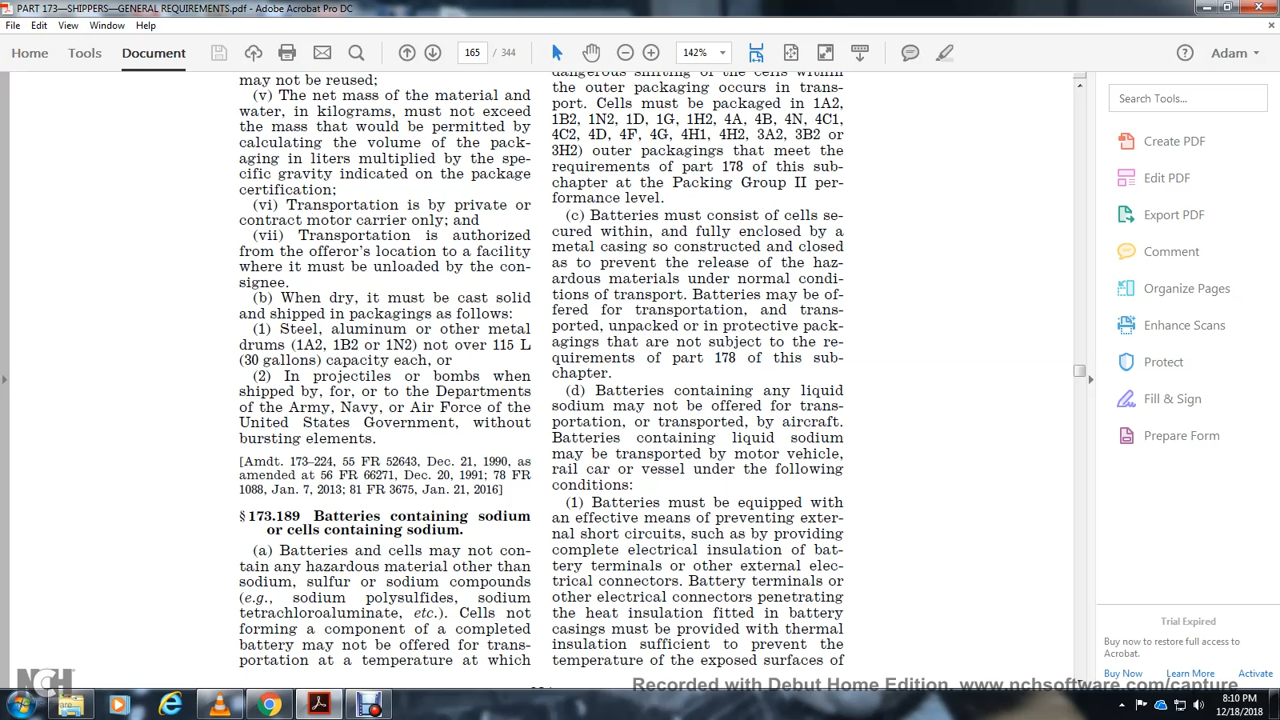 PART 173—SHIPPERS—GENERAL REQUIREMENTS.pdf - Adobe Acrobat Pro DC
File Edit View Window Help
Home Tools Document 165 / 344 142% Adam
may not be reused;
(v) The net mass of the material and
water, in kilograms, must not exceed
the mass that would be permitted by
calculating the volume of the pack-
aging in liters multiplied by the spe-
cific gravity indicated on the package
certification;
(vi) Transportation is by private or
contract motor carrier only; and
(vii) Transportation is authorized
from the offeror's location to a facility
where it must be unloaded by the con-
signee.
(b) When dry, it must be cast solid
and shipped in packagings as follows:
(1) Steel, aluminum or other metal
drums (1A2, 1B2 or 1N2) not over 115 L
(30 gallons) capacity each, or
(2) In projectiles or bombs when
shipped by, for, or to the Departments
of the Army, Navy, or Air Force of the
United States Government, without
bursting elements.
[Amdt. 173–224, 55 FR 52643, Dec. 21, 1990, as
amended at 56 FR 66271, Dec. 20, 1991; 78 FR
1088, Jan. 7, 2013; 81 FR 3675, Jan. 21, 2016]
§ 173.189 Batteries containing sodium
or cells containing sodium.
(a) Batteries and cells may not con-
tain any hazardous material other than
sodium, sulfur or sodium compounds
(e.g., sodium polysulfides, sodium
tetrachloroaluminate, etc.). Cells not
forming a component of a completed
battery may not be offered for trans-
portation at a temperature at which
dangerous shifting of the cells within
the outer packaging occurs in trans-
port. Cells must be packaged in 1A2,
1B2, 1N2, 1D, 1G, 1H2, 4A, 4B, 4N, 4C1,
4C2, 4D, 4F, 4G, 4H1, 4H2, 3A2, 3B2 or
3H2) outer packagings that meet the
requirements of part 178 of this sub-
chapter at the Packing Group II per-
formance level.
(c) Batteries must consist of cells se-
cured within, and fully enclosed by a
metal casing so constructed and closed
as to prevent the release of the haz-
ardous materials under normal condi-
tions of transport. Batteries may be of-
fered for transportation, and trans-
ported, unpacked or in protective pack-
agings that are not subject to the re-
quirements of part 178 of this sub-
chapter.
(d) Batteries containing any liquid
sodium may not be offered for trans-
portation, or transported, by aircraft.
Batteries containing liquid sodium
may be transported by motor vehicle,
rail car or vessel under the following
conditions:
(1) Batteries must be equipped with
an effective means of preventing exter-
nal short circuits, such as by providing
complete electrical insulation of bat-
tery terminals or other external elec-
trical connectors. Battery terminals or
other electrical connectors penetrating
the heat insulation fitted in battery
casings must be provided with thermal
insulation sufficient to prevent the
temperature of the exposed surfaces of
Search Tools...
Create PDF
Edit PDF
Export PDF
Comment
Organize Pages
Enhance Scans
Protect
Fill & Sign
Prepare Form
Trial Expired
Buy now to restore full access to
Acrobat.
Buy Now Learn More Activate
NCH
Recorded with Debut Home Edition. www.nchsoftware.com/capture
8:10 PM
12/18/2018